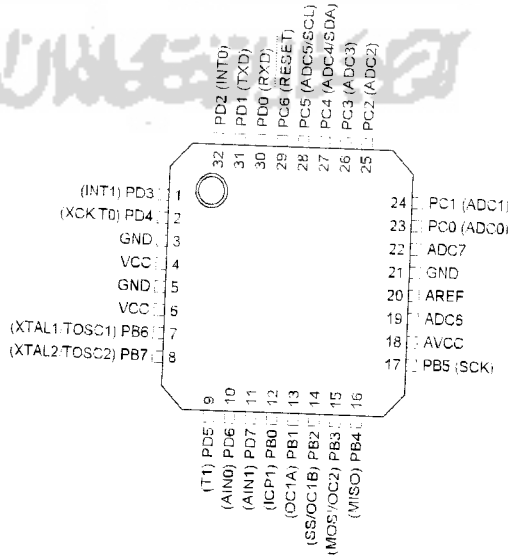 PD2 (INT0)
PD1 (TXD)
PD0 (RXD)
PC6 (RESET)
PC5 (ADC5/SCL)
PC4 (ADC4/SDA)
PC3 (ADC3)
PC2 (ADC2)
32 31 30 29 28 27 26 25
(INT1) PD3 1
(XCK T0) PD4 2
GND 3
VCC 4
GND 5
VCC 6
(XTAL1 TOSC1) PB6 7
(XTAL2 TOSC2) PB7 8
24 PC1 (ADC1)
23 PC0 (ADC0)
22 ADC7
21 GND
20 AREF
19 ADC6
18 AVCC
17 PB5 (SCK)
9 10 11 12 13 14 15 16
(T1) PD5
(AIN0) PD6
(AIN1) PD7
(ICP1) PB0
(OC1A) PB1
(SS/OC1B) PB2
(MOSI/OC2) PB3
(MISO) PB4